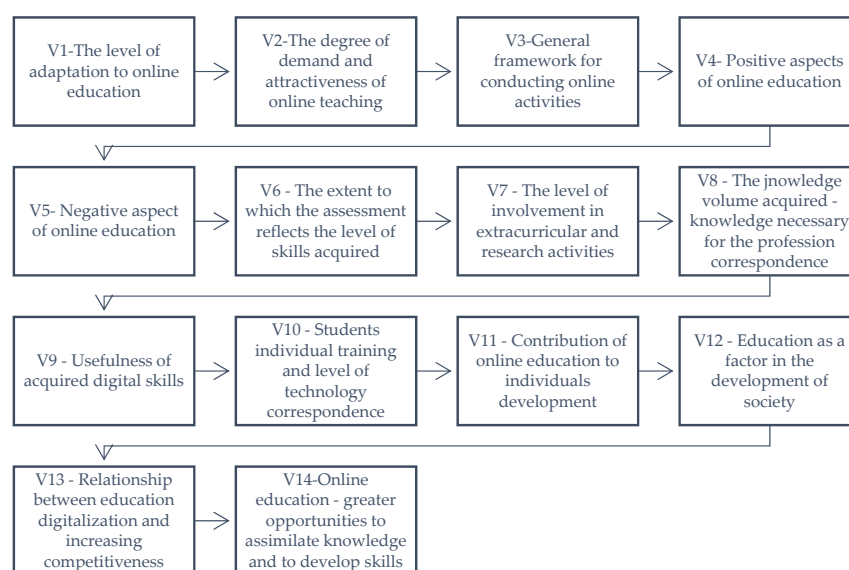 V1-The level of
adaptation to online
education
V2-The degree of
demand and
attractiveness of
online teaching
V3-General
framework for
conducting online
activities
V4- Positive aspects
of online education
V5- Negative aspect
of online education
V6 - The extent to
which the assessment
reflects the level of
skills acquired
V7 - The level of
involvement in
extracurricular and
research activities
V8 - The jnowledge
volume acquired -
knowledge necessary
for the profession
correspondence
V9 - Usefulness of
acquired digital skills
V10 - Students
individual training
and level of
technology
correspondence
V11 - Contribution of
online education to
individuals
development
V12 - Education as a
factor in the
development of
society
V13 - Relationship
between education
digitalization and
increasing
competitiveness
V14-Online
education - greater
opportunities to
assimilate knowledge
and to develop skills